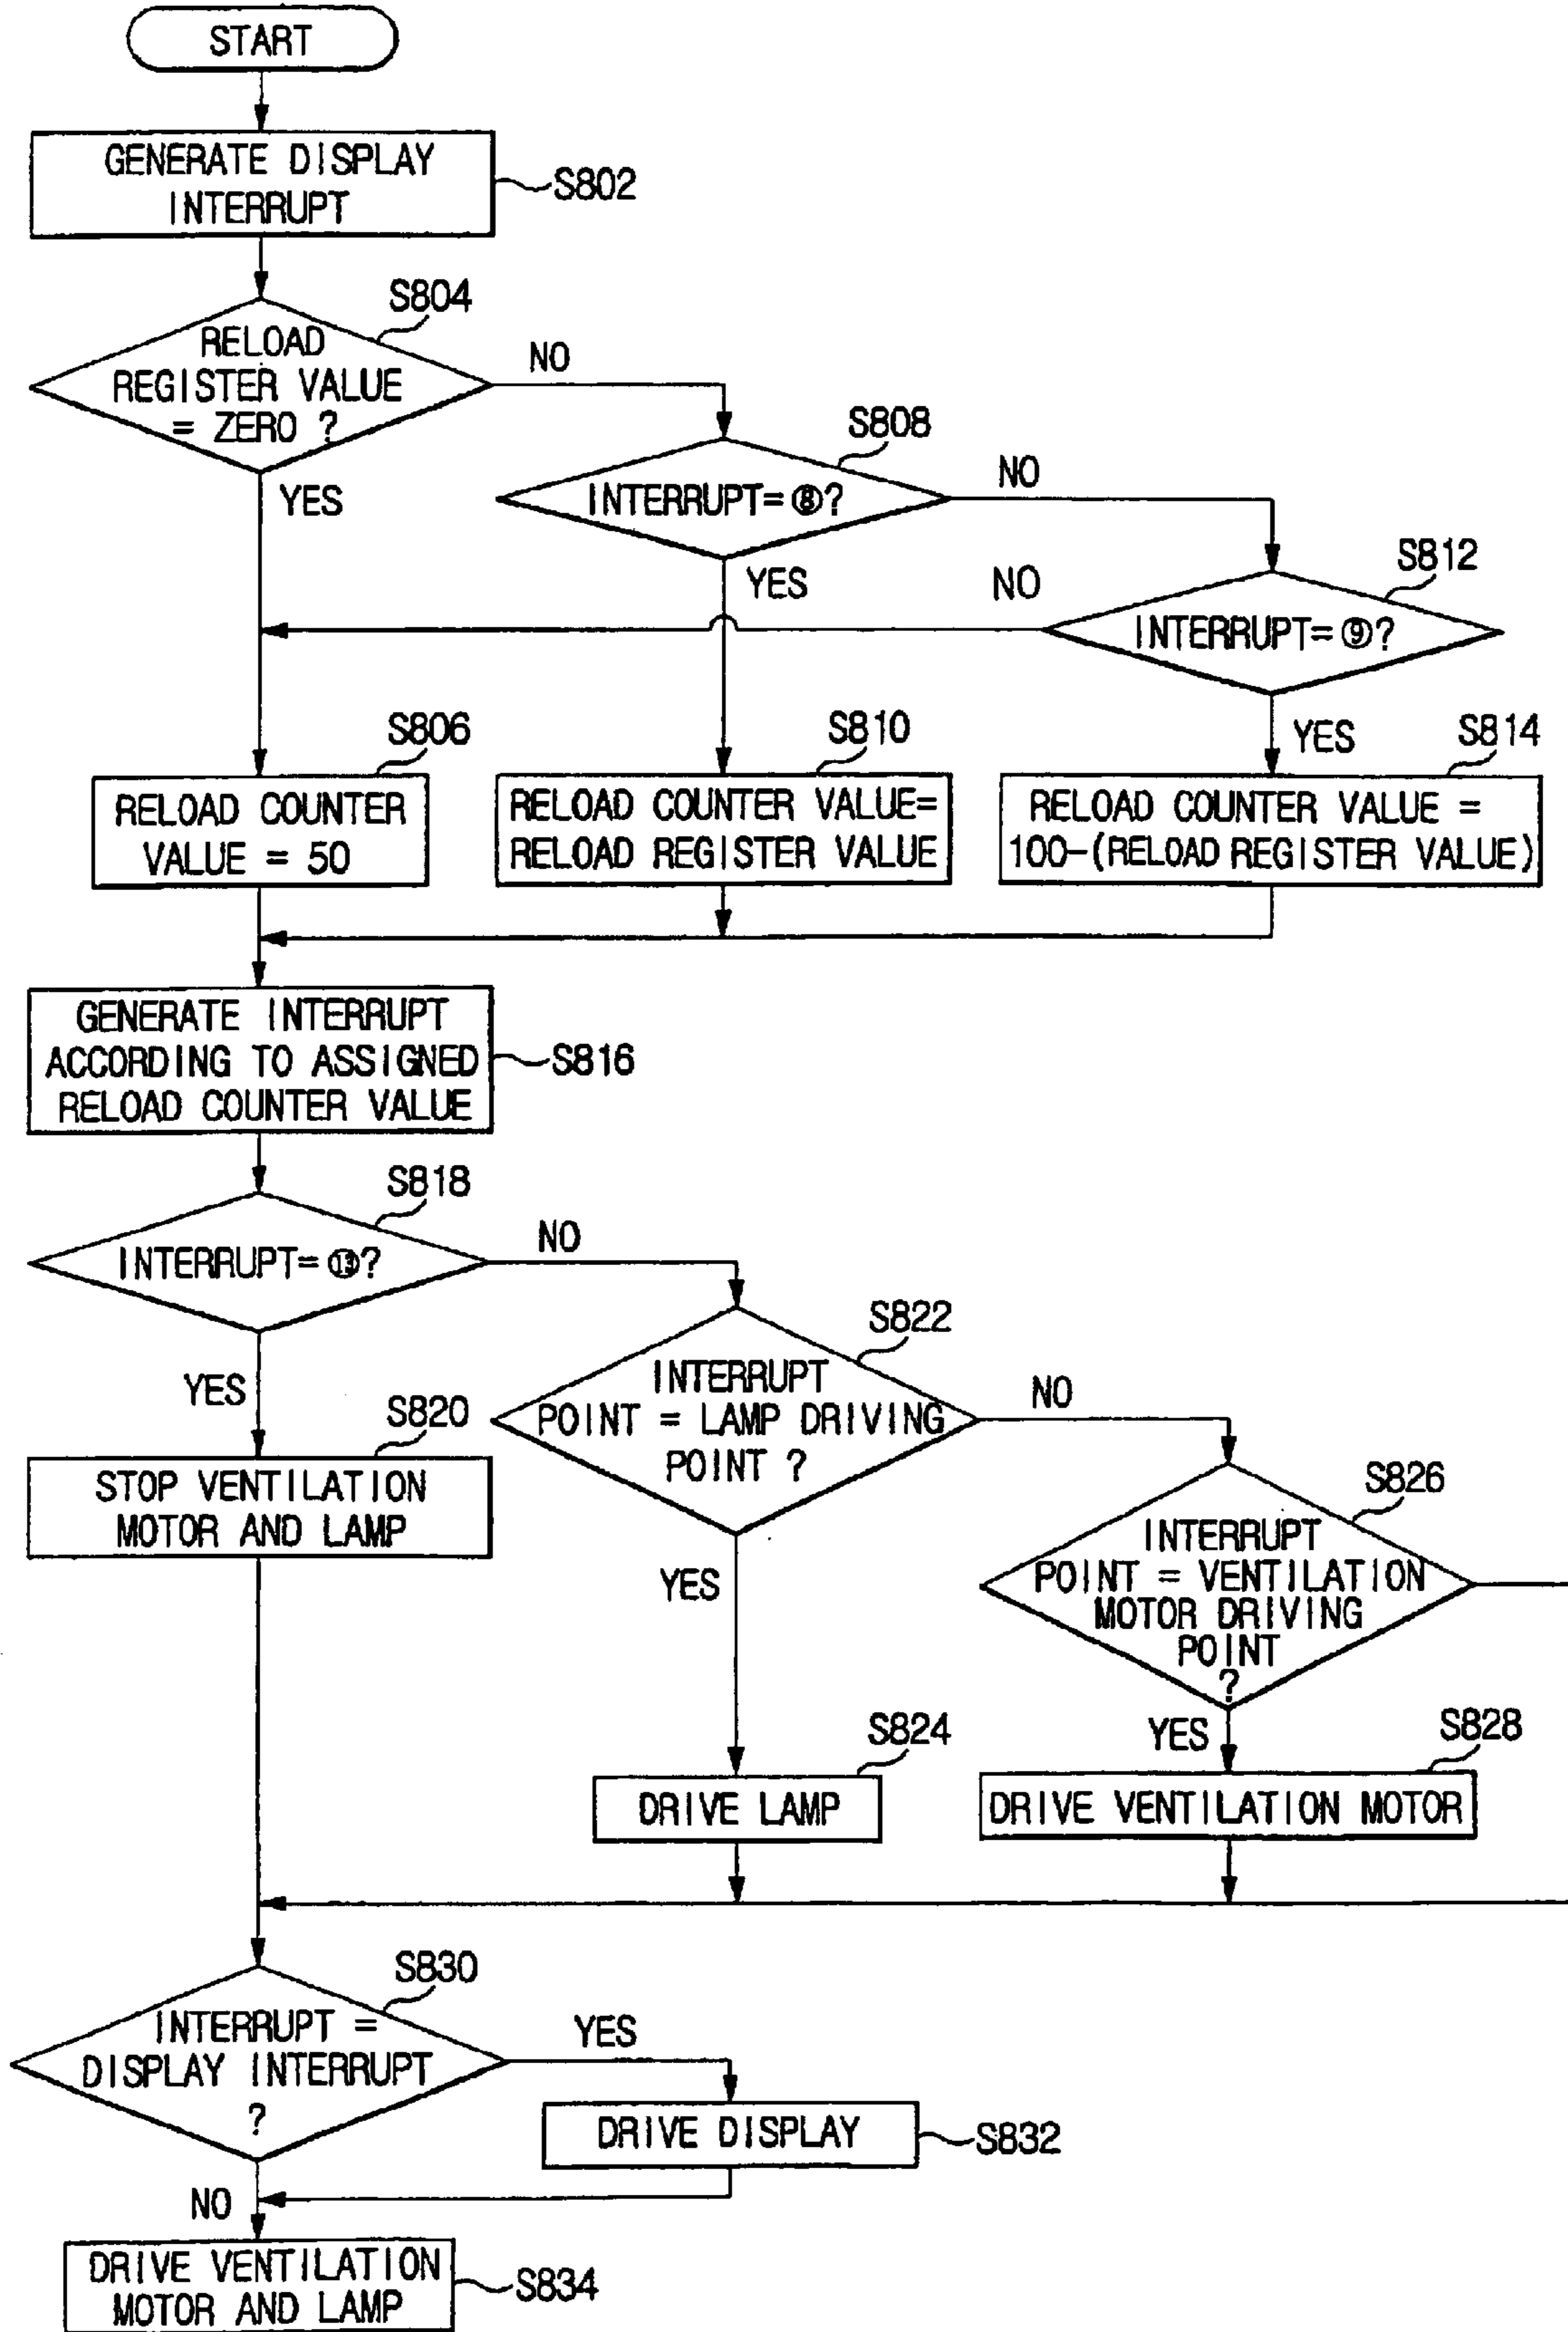 START
GENERATE DISPLAY
INTERRUPT
S802
S804
RELOAD
REGISTER VALUE
= ZERO ?
NO
YES
S808
INTERRUPT= ⑧?
NO
YES
S812
NO
INTERRUPT= ⑨?
YES
S806
RELOAD COUNTER
VALUE = 50
S810
RELOAD COUNTER VALUE=
RELOAD REGISTER VALUE
S814
RELOAD COUNTER VALUE =
100-(RELOAD REGISTER VALUE)
GENERATE INTERRUPT
ACCORDING TO ASSIGNED
RELOAD COUNTER VALUE
S816
S818
INTERRUPT= ⑬?
NO
YES
S820
STOP VENTILATION
MOTOR AND LAMP
S822
INTERRUPT
POINT = LAMP DRIVING
POINT ?
NO
YES
S826
INTERRUPT
POINT = VENTILATION
MOTOR DRIVING
POINT
?
YES
S824
DRIVE LAMP
S828
DRIVE VENTILATION MOTOR
S830
INTERRUPT =
DISPLAY INTERRUPT
?
YES
NO
DRIVE DISPLAY
S832
DRIVE VENTILATION
MOTOR AND LAMP
S834